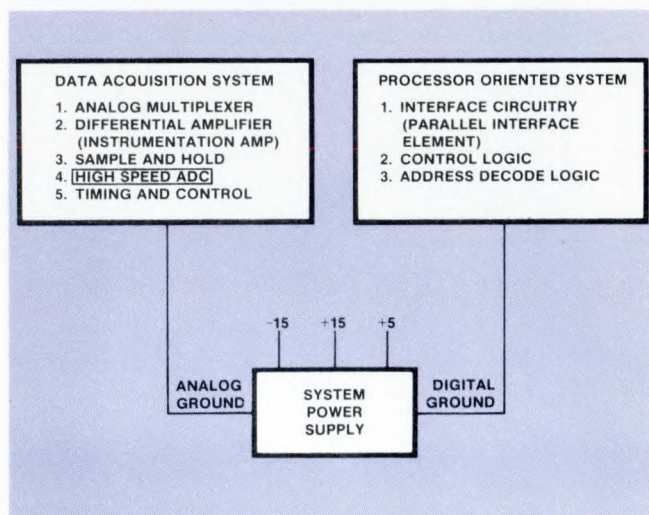 DATA ACQUISITION SYSTEM
1. ANALOG MULTIPLEXER
2. DIFFERENTIAL AMPLIFIER
(INSTRUMENTATION AMP)
3. SAMPLE AND HOLD
4. HIGH SPEED ADC
5. TIMING AND CONTROL
PROCESSOR ORIENTED SYSTEM
1. INTERFACE CIRCUITRY
(PARALLEL INTERFACE
ELEMENT)
2. CONTROL LOGIC
3. ADDRESS DECODE LOGIC
-15 +15 +5
ANALOG
GROUND
SYSTEM
POWER
SUPPLY
DIGITAL
GROUND